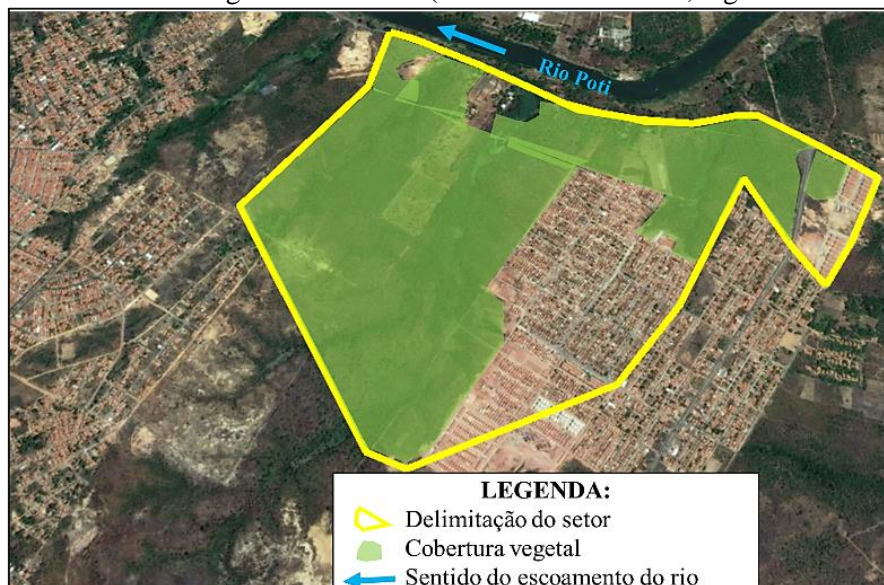 Rio Poti
LEGENDA:
Delimitação do setor
Cobertura vegetal
Sentido do escoamento do rio